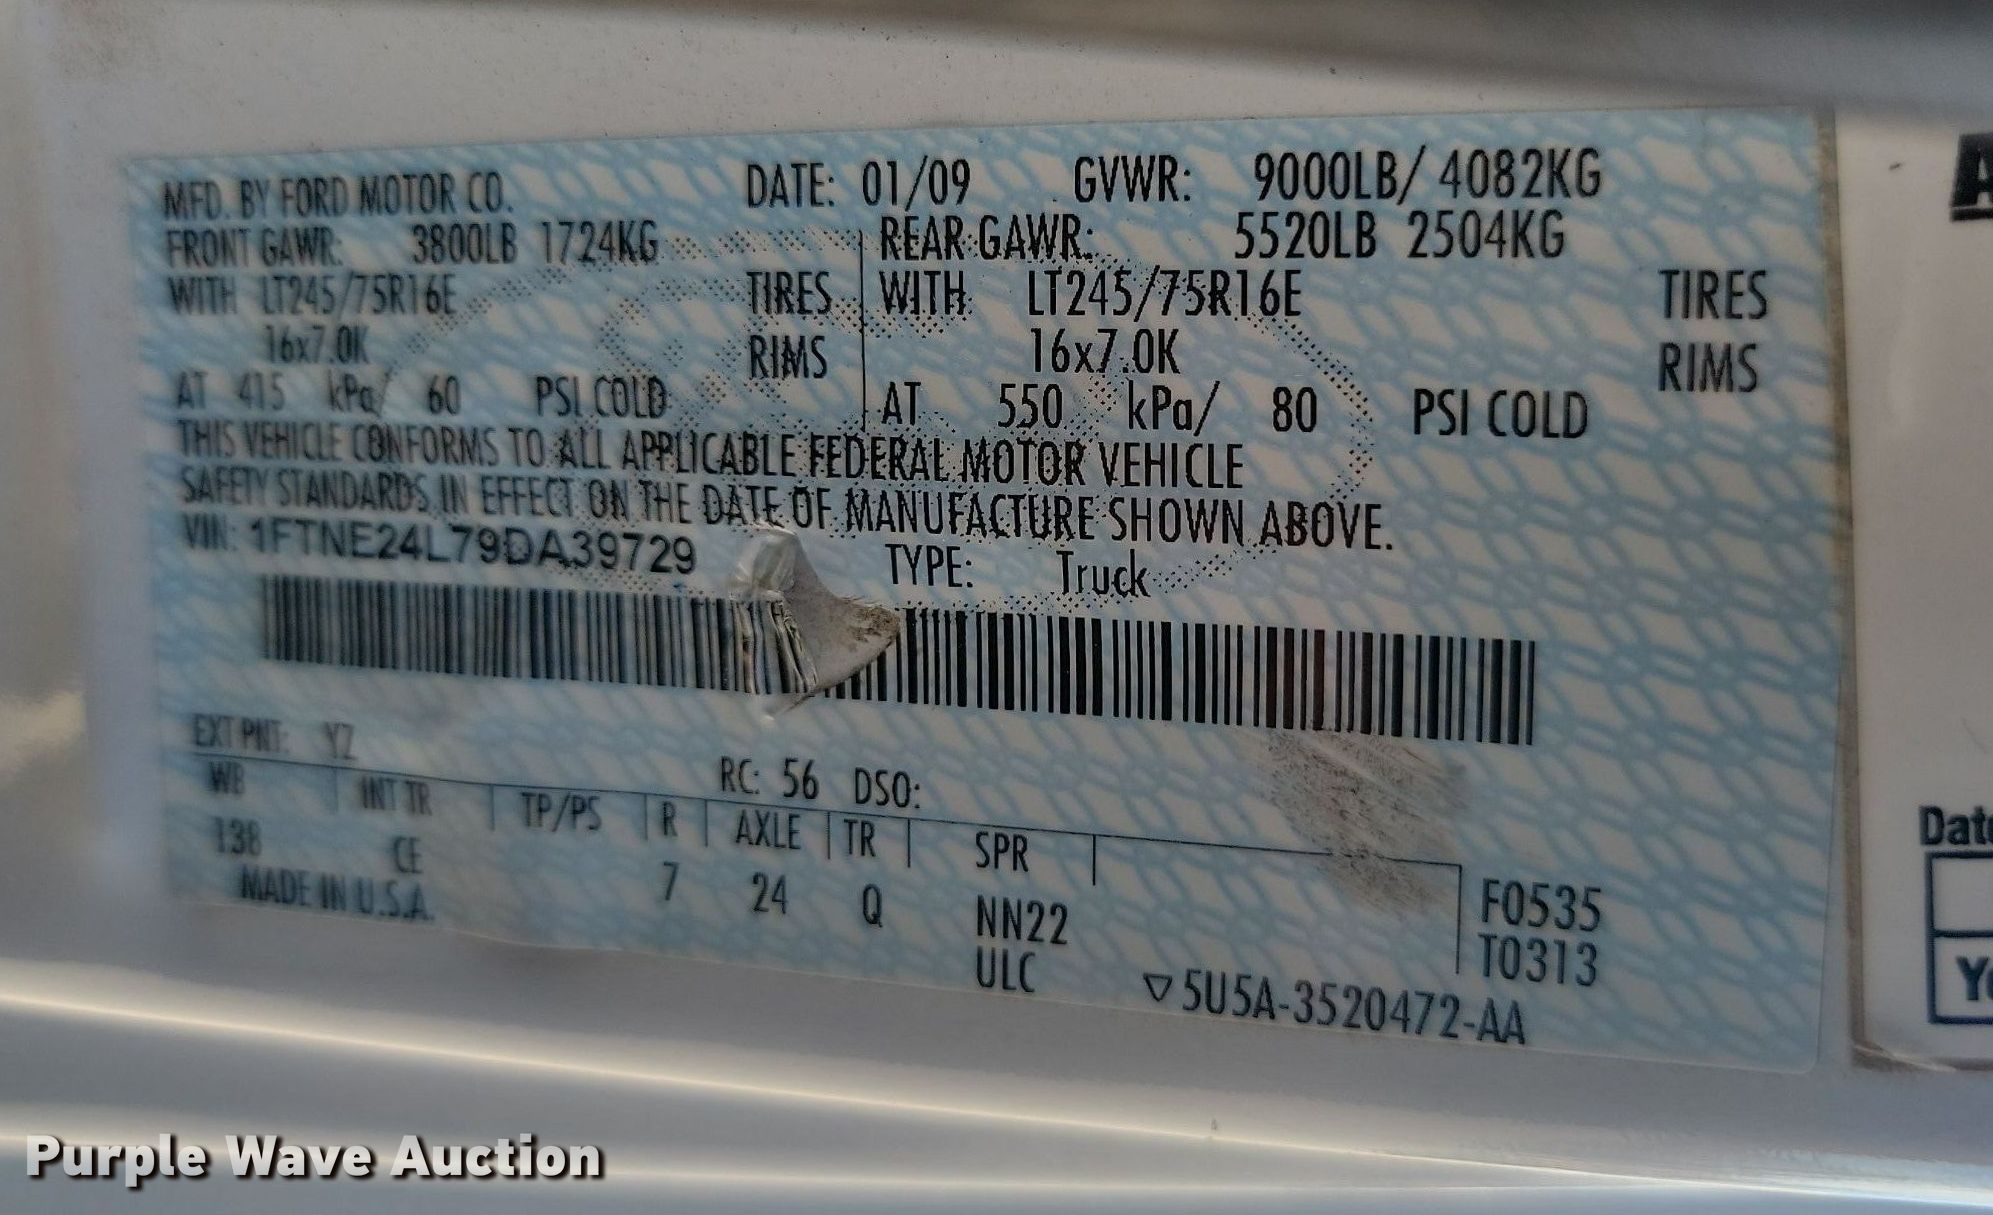 MFD. BY FORD MOTOR CO. DATE: 01/09 GVWR: 9000LB/ 4082KG
FRONT GAWR: 3800LB 1724KG REAR GAWR: 5520LB 2504KG
WITH LT245/75R16E TIRES WITH LT245/75R16E TIRES
16x7.0K RIMS 16x7.0K RIMS
AT 415 kPa/ 60 PSI COLD AT 550 kPa/ 80 PSI COLD
THIS VEHICLE CONFORMS TO ALL APPLICABLE FEDERAL MOTOR VEHICLE
SAFETY STANDARDS IN EFFECT ON THE DATE OF MANUFACTURE SHOWN ABOVE.
VIN: 1FTNE24L79DA39729 TYPE: Truck
EXT PNT: YZ RC: 56 DSO:
WB INT TR TP/PS R AXLE TR SPR
138 CE 7 24 Q NN22 F0535
MADE IN U.S.A. ULC T0313
▽5U5A-3520472-AA
Purple Wave Auction